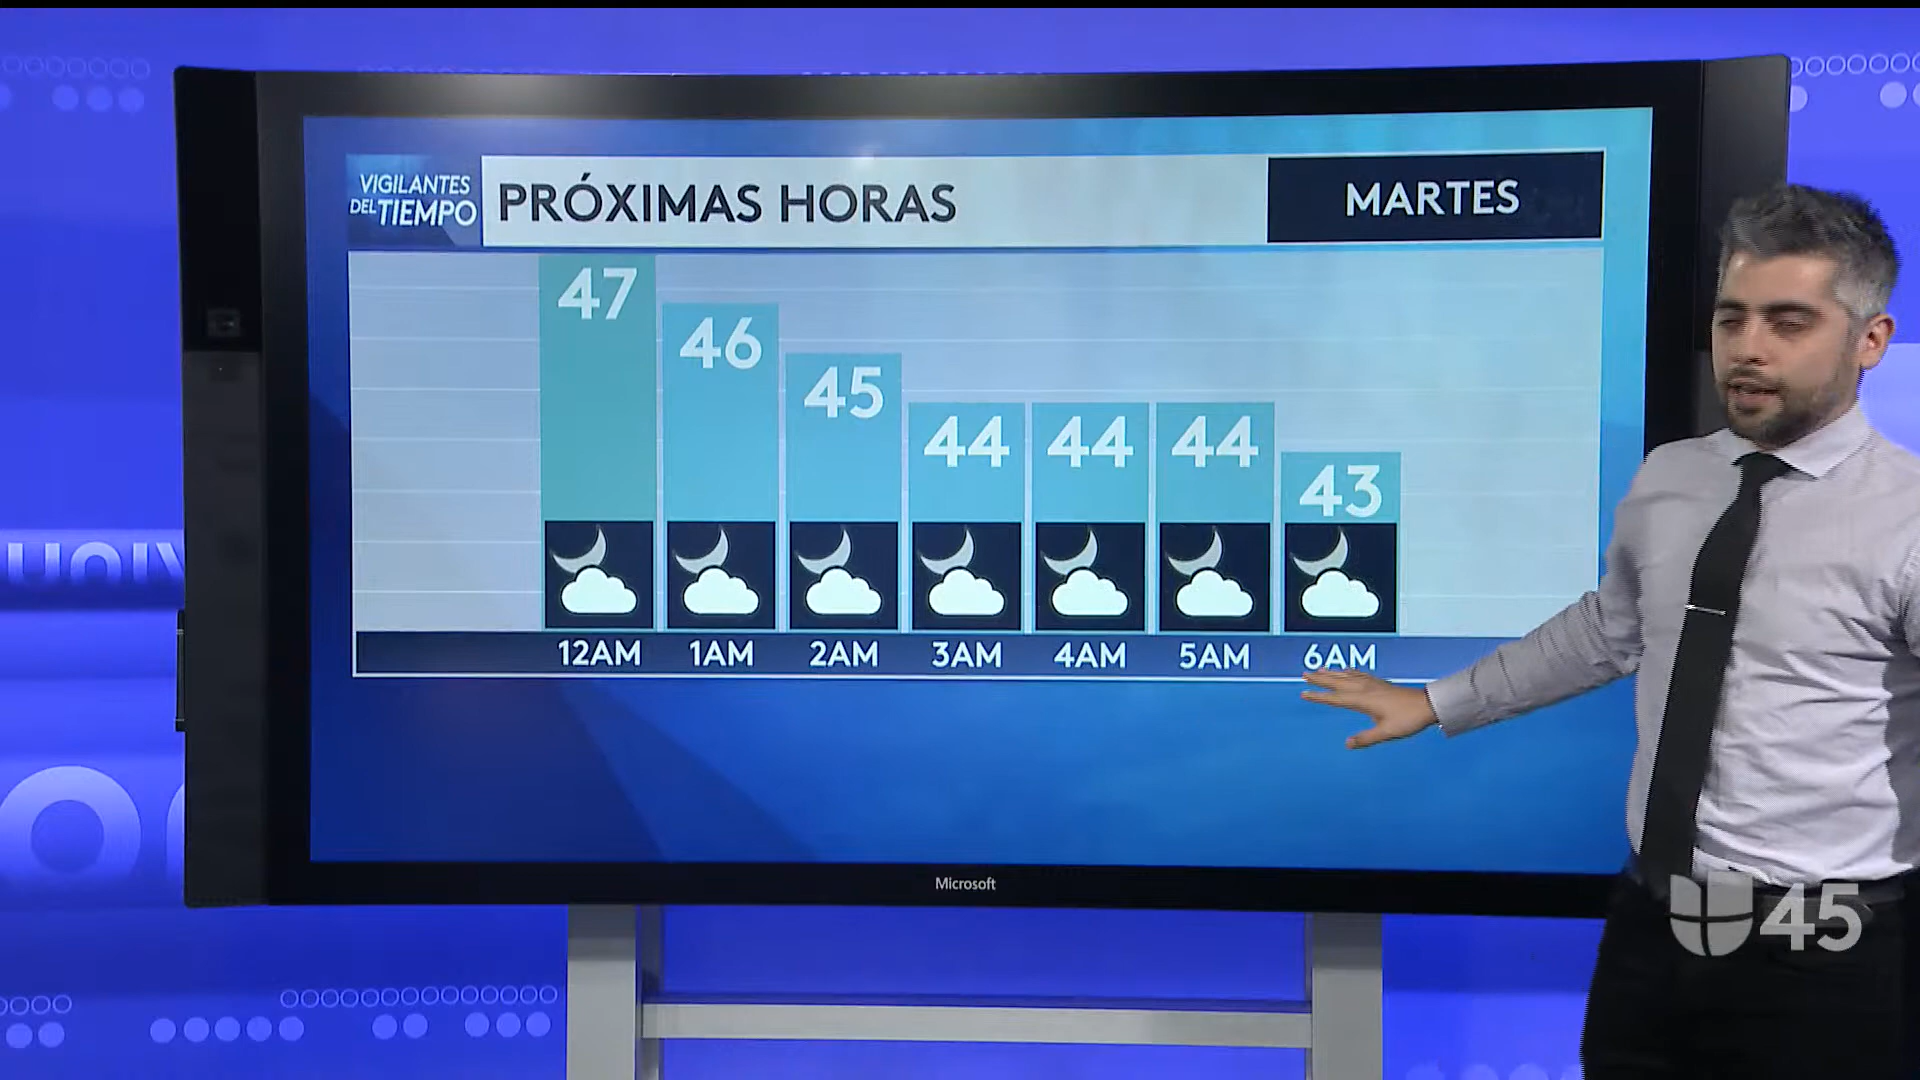 VIGILANTES
DEL TIEMPO
PRÓXIMAS HORAS
MARTES
47
46
45
44
44
44
43
12AM
1AM
2AM
3AM
4AM
5AM
6AM
Microsoft
45